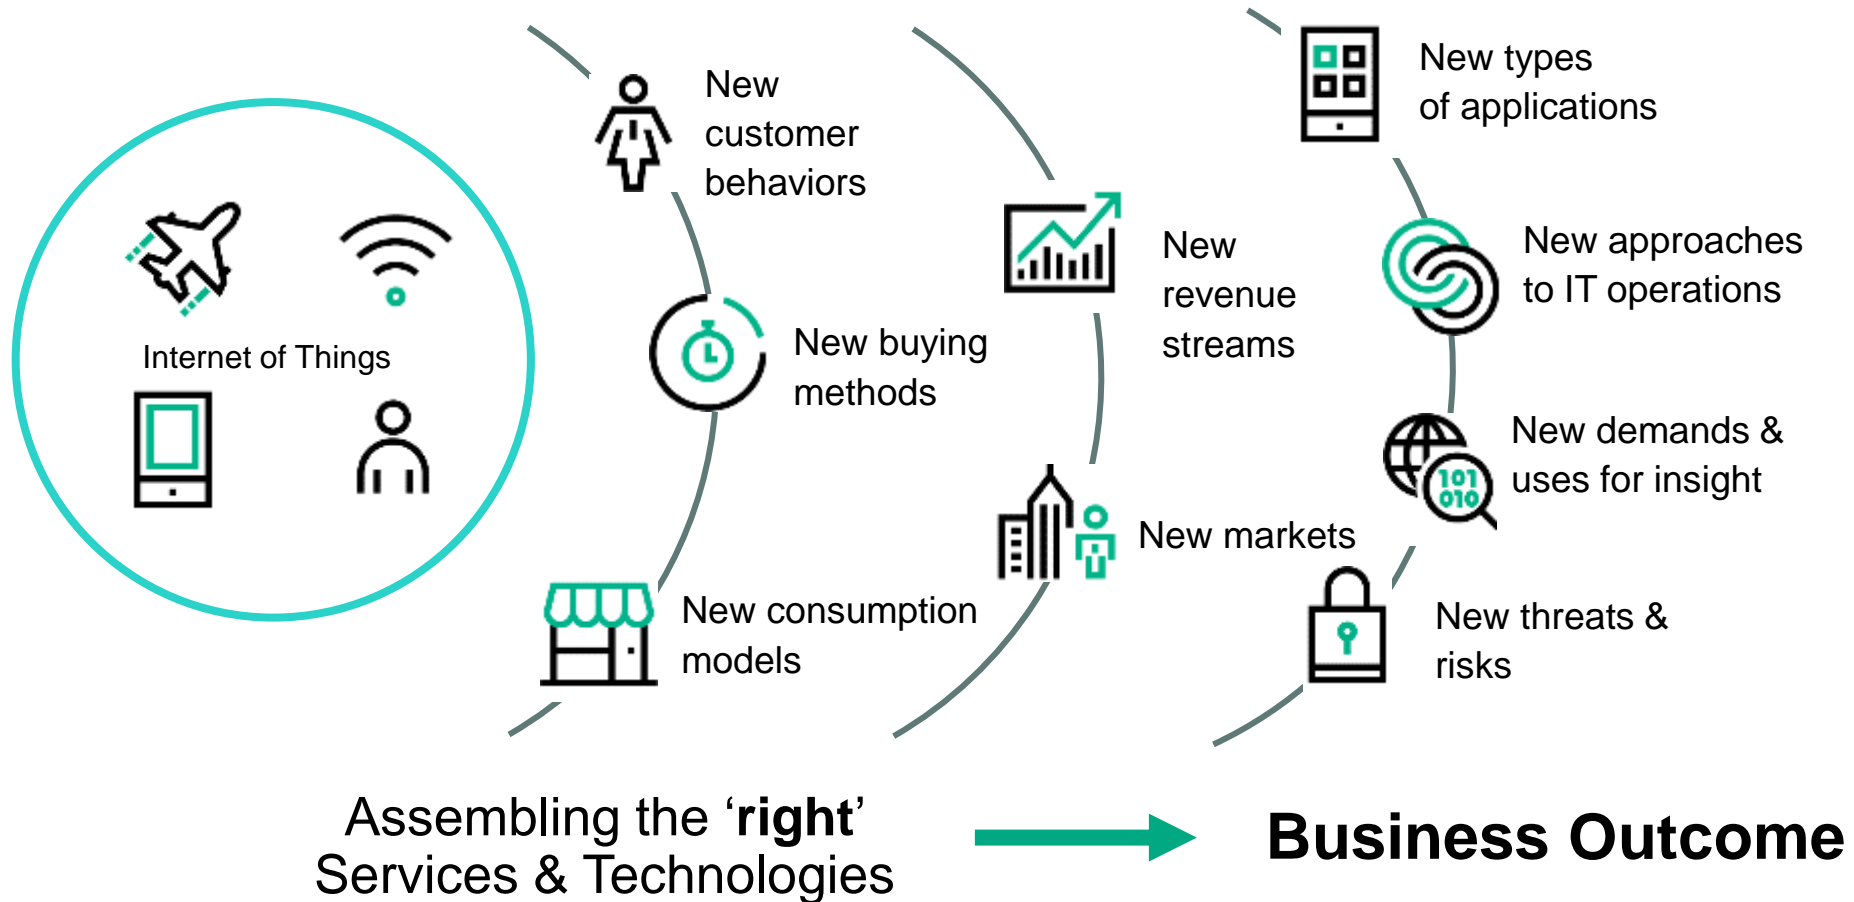 Internet of Things
New
customer
behaviors
New buying
methods
New consumption
models
New
revenue
streams
New markets
New types
of applications
New approaches
to IT operations
New demands &
uses for insight
101
010
New threats &
risks
Assembling the ‘right’
Services & Technologies
Business Outcome